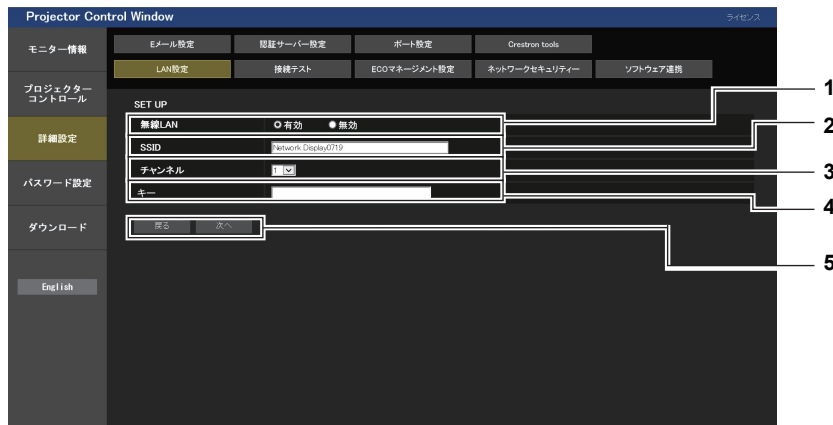 Projector Control Window
ライセンス
モニター情報
Eメール設定
認証サーバー設定
ポート設定
Crestron tools
LAN設定
接続テスト
ECOマネージメント設定
ネットワークセキュリティー
ソフトウェア連携
プロジェクター
コントロール
詳細設定
パスワード設定
ダウンロード
English
SET UP
無線LAN
有効
無効
SSID
Network Display0719
チャンネル
1
キー
戻る
次へ
1
2
3
4
5